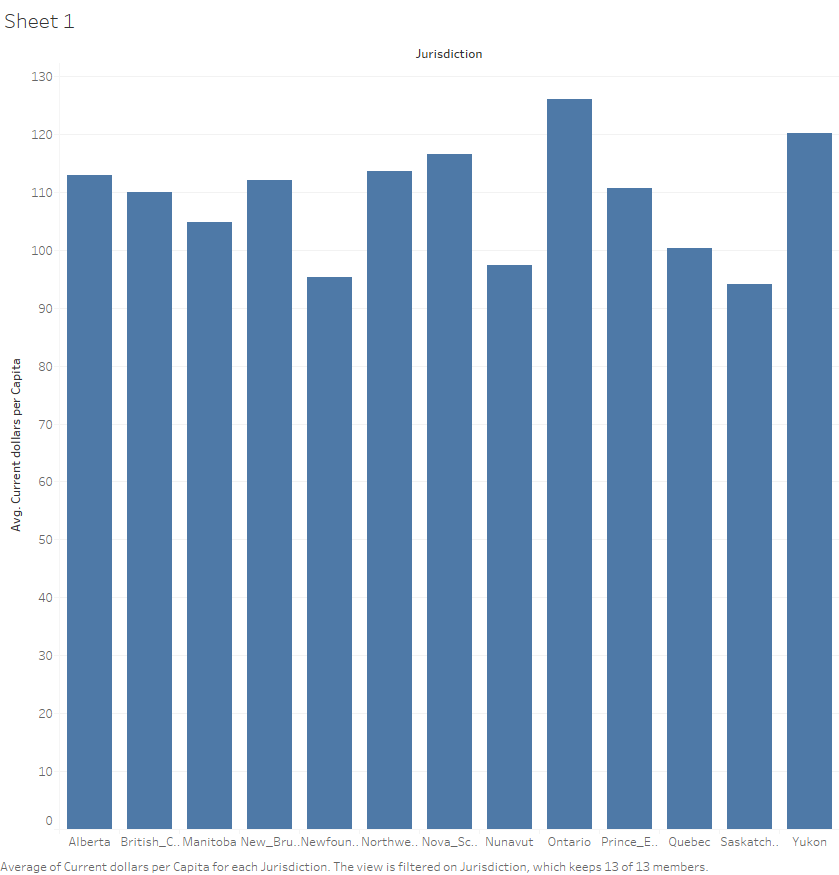 Sheet 1
Jurisdiction
130
120
110
100
90
80
70
60
50
40
30
20
10
0
Avg. Current dollars per Capita
Alberta British_C.. Manitoba New_Bru.. Newfoun.. Northwe.. Nova_Sc.. Nunavut Ontario Prince_E.. Quebec Saskatch.. Yukon
Average of Current dollars per Capita for each Jurisdiction. The view is filtered on Jurisdiction, which keeps 13 of 13 members.